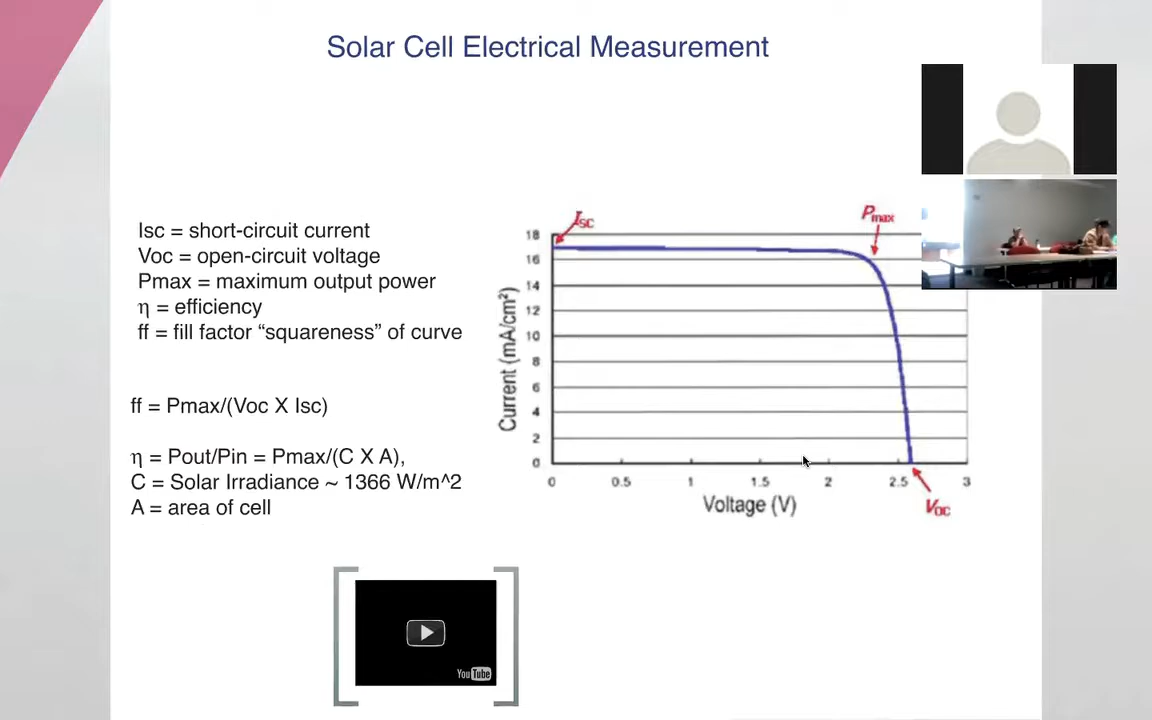 Solar Cell Electrical Measurement
Isc = short-circuit current
Voc = open-circuit voltage
Pmax = maximum output power
η = efficiency
ff = fill factor “squareness” of curve
ff = Pmax/(Voc X Isc)
η = Pout/Pin = Pmax/(C X A),
C = Solar Irradiance ~ 1366 W/m^2
A = area of cell
ISC
Pmax
18
16
14
12
10
8
6
4
2
0
Current (mA/cm²)
0 0.5 1 1.5 2 2.5 3
Voltage (V)
VOC
YouTube